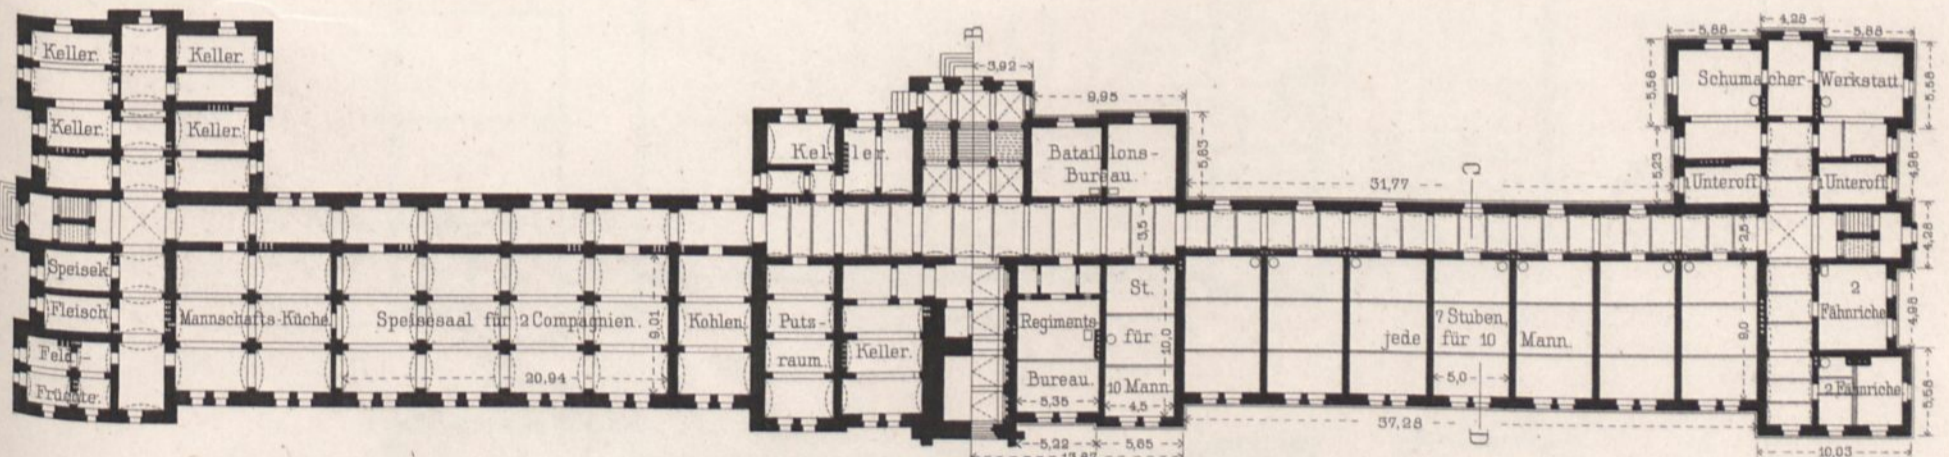 Keller.
Keller.
Keller.
Keller.
Speisek.
Fleisch
Feld-
Früchte.
Mannschafts-Küche
Speisesaal für 2 Compagnien.
9,01
20,94
Kohlen
Puts-
raum.
Keller.
Keller.
B
3,92
9,95
Bataillons-
Bureau.
5,83
3,5
Regiments-
Bureau.
5,35
5,22
St.
für
10 Mann
10,0
4,5
5,65
13,67
31,77
C
7 Stuben,
jede für 10 Mann.
5,0
9,0
37,28
D
5,88
4,28
5,88
5,58
Schumacher-Werkstatt.
5,58
5,23
1 Unteroff.
1 Unteroff.
4,98
2,5
4,28
2
Fähnriche
4,98
2 Fähnriche
5,58
10,03